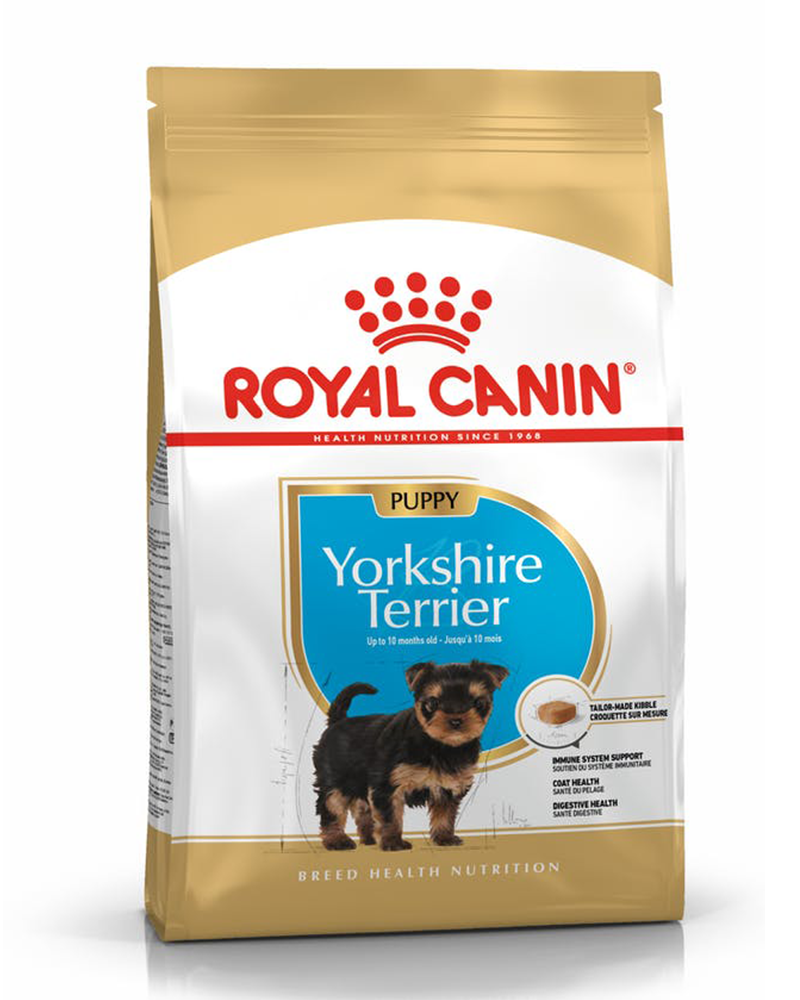 ROYAL CANIN®
HEALTH NUTRITION SINCE 1968
PUPPY
Yorkshire
Terrier
Up to 10 months old - Jusqu'à 10 mois
TAILOR-MADE KIBBLE
CROQUETTE SUR MESURE
IMMUNE SYSTEM SUPPORT
SOUTIEN DU SYSTÈME IMMUNITAIRE
COAT HEALTH
SANTÉ DU PELAGE
DIGESTIVE HEALTH
SANTÉ DIGESTIVE
BREED HEALTH NUTRITION